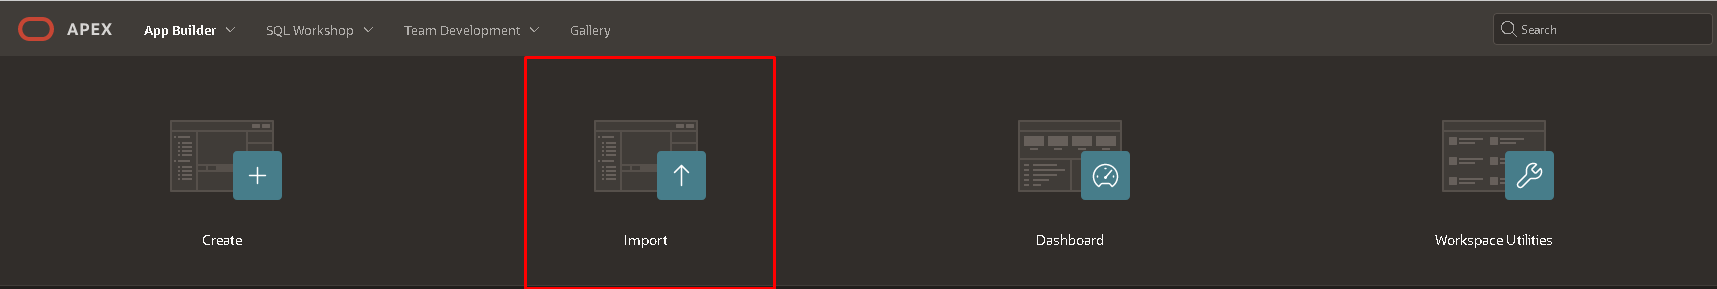 APEX App Builder SQL Workshop Team Development Gallery Search
Create Import Dashboard Workspace Utilities